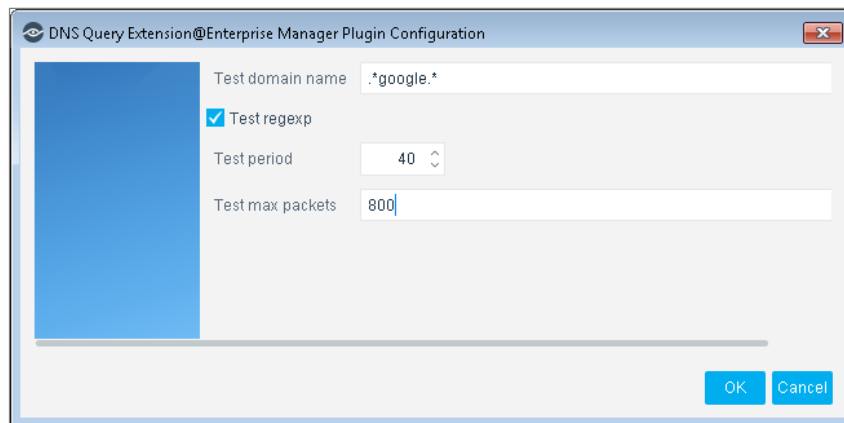 DNS Query Extension@Enterprise Manager Plugin Configuration
Test domain name .*google.*
Test regexp
Test period 40
Test max packets 800
OK Cancel